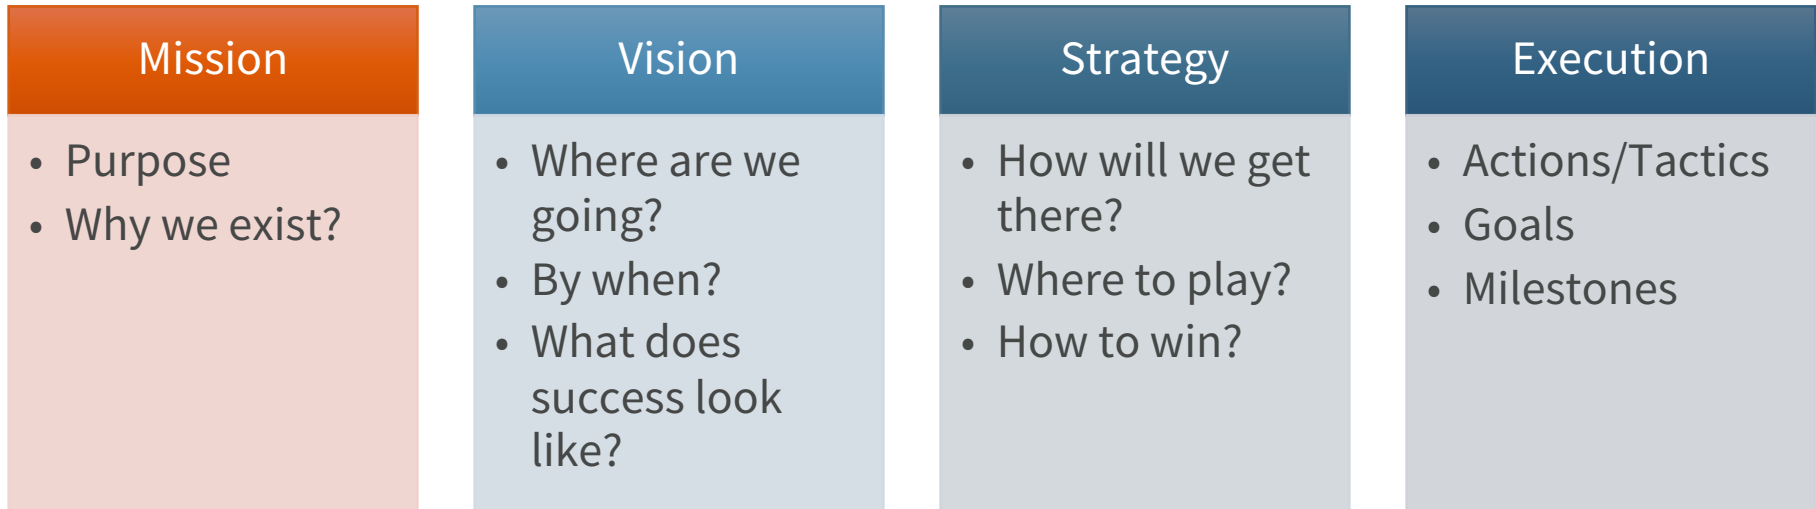 Mission
• Purpose
• Why we exist?
Vision
• Where are we
going?
• By when?
• What does
success look
like?
Strategy
• How will we get
there?
• Where to play?
• How to win?
Execution
• Actions/Tactics
• Goals
• Milestones